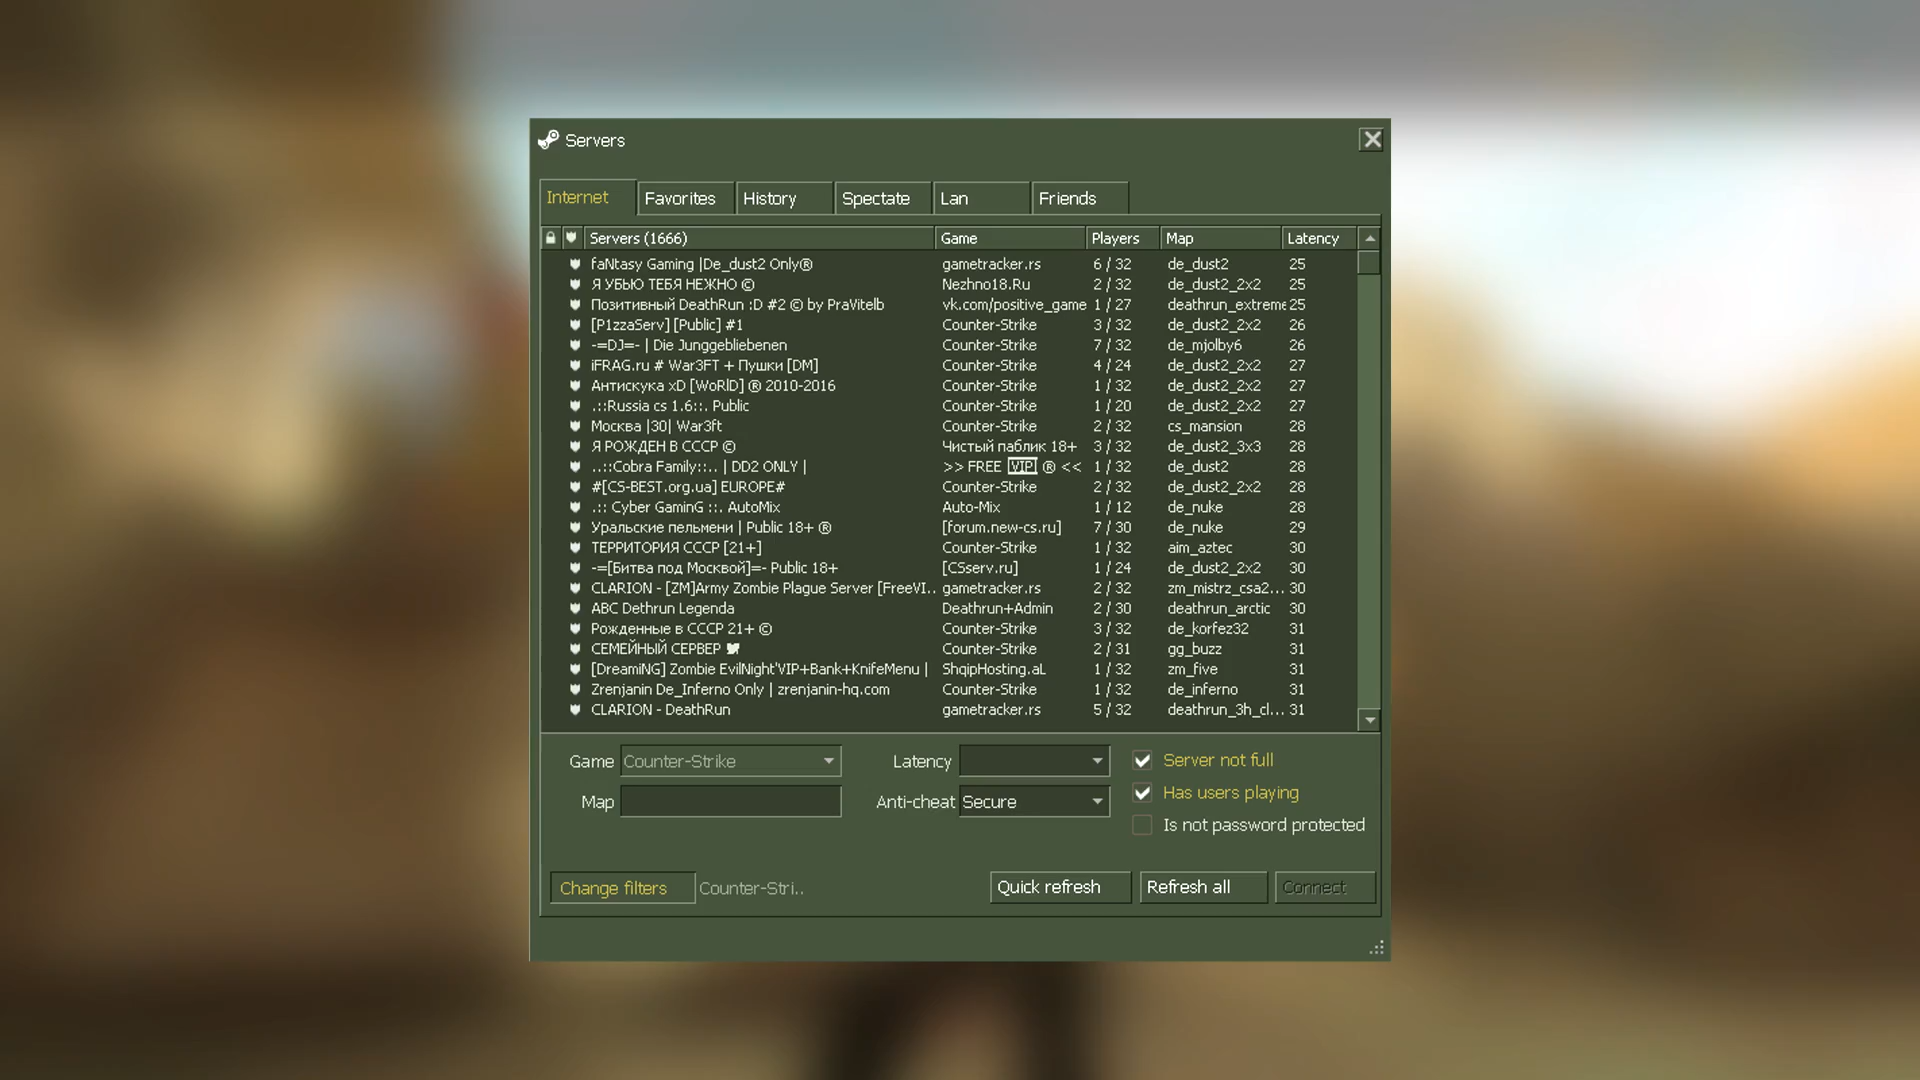 Servers
Internet Favorites History Spectate Lan Friends
Servers (1666) Game Players Map Latency
faNtasy Gaming |De_dust2 Only® gametracker.rs 6 / 32 de_dust2 25
Я УБЬЮ ТЕБЯ НЕЖНО © Nezhno18.Ru 2 / 32 de_dust2_2x2 25
Позитивный DeathRun :D #2 © by PraVitelb vk.com/positive_game 1 / 27 deathrun_extreme 25
[P1zzaServ] [Public] #1 Counter-Strike 3 / 32 de_dust2_2x2 26
-=DJ=- | Die Junggebliebenen Counter-Strike 7 / 32 de_mjolby6 26
iFRAG.ru # War3FT + Пушки [DM] Counter-Strike 4 / 24 de_dust2_2x2 27
Антискука xD [WoRlD] ® 2010-2016 Counter-Strike 1 / 32 de_dust2_2x2 27
.::Russia cs 1.6::. Public Counter-Strike 1 / 20 de_dust2_2x2 27
Москва |30| War3ft Counter-Strike 2 / 32 cs_mansion 28
Я РОЖДЕН В СССР © Чистый паблик 18+ 3 / 32 de_dust2_3x3 28
..::Cobra Family::.. | DD2 ONLY | >> FREE VIP ® << 1 / 32 de_dust2 28
#[CS-BEST.org.ua] EUROPE# Counter-Strike 2 / 32 de_dust2_2x2 28
.:: Cyber GaminG ::. AutoMix Auto-Mix 1 / 12 de_nuke 28
Уральские пельмени | Public 18+ ® [forum.new-cs.ru] 7 / 30 de_nuke 29
ТЕРРИТОРИЯ СССР [21+] Counter-Strike 1 / 32 aim_aztec 30
-=[Битва под Москвой]=- Public 18+ [CSserv.ru] 1 / 24 de_dust2_2x2 30
CLARION - [ZM]Army Zombie Plague Server [FreeVI... gametracker.rs 2 / 32 zm_mistrz_csa2... 30
ABC Dethrun Legenda Deathrun+Admin 2 / 30 deathrun_arctic 30
Рожденные в СССР 21+ © Counter-Strike 3 / 32 de_korfez32 31
СЕМЕЙНЫЙ СЕРВЕР Counter-Strike 2 / 31 gg_buzz 31
[DreamiNG] Zombie EvilNight'VIP+Bank+KnifeMenu | ShqipHosting.aL 1 / 32 zm_five 31
Zrenjanin De_Inferno Only | zrenjanin-hq.com Counter-Strike 1 / 32 de_inferno 31
CLARION - DeathRun gametracker.rs 5 / 32 deathrun_3h_cl... 31
Game Counter-Strike Latency Server not full
Map Anti-cheat Secure Has users playing
Is not password protected
Change filters Counter-Stri.. Quick refresh Refresh all Connect